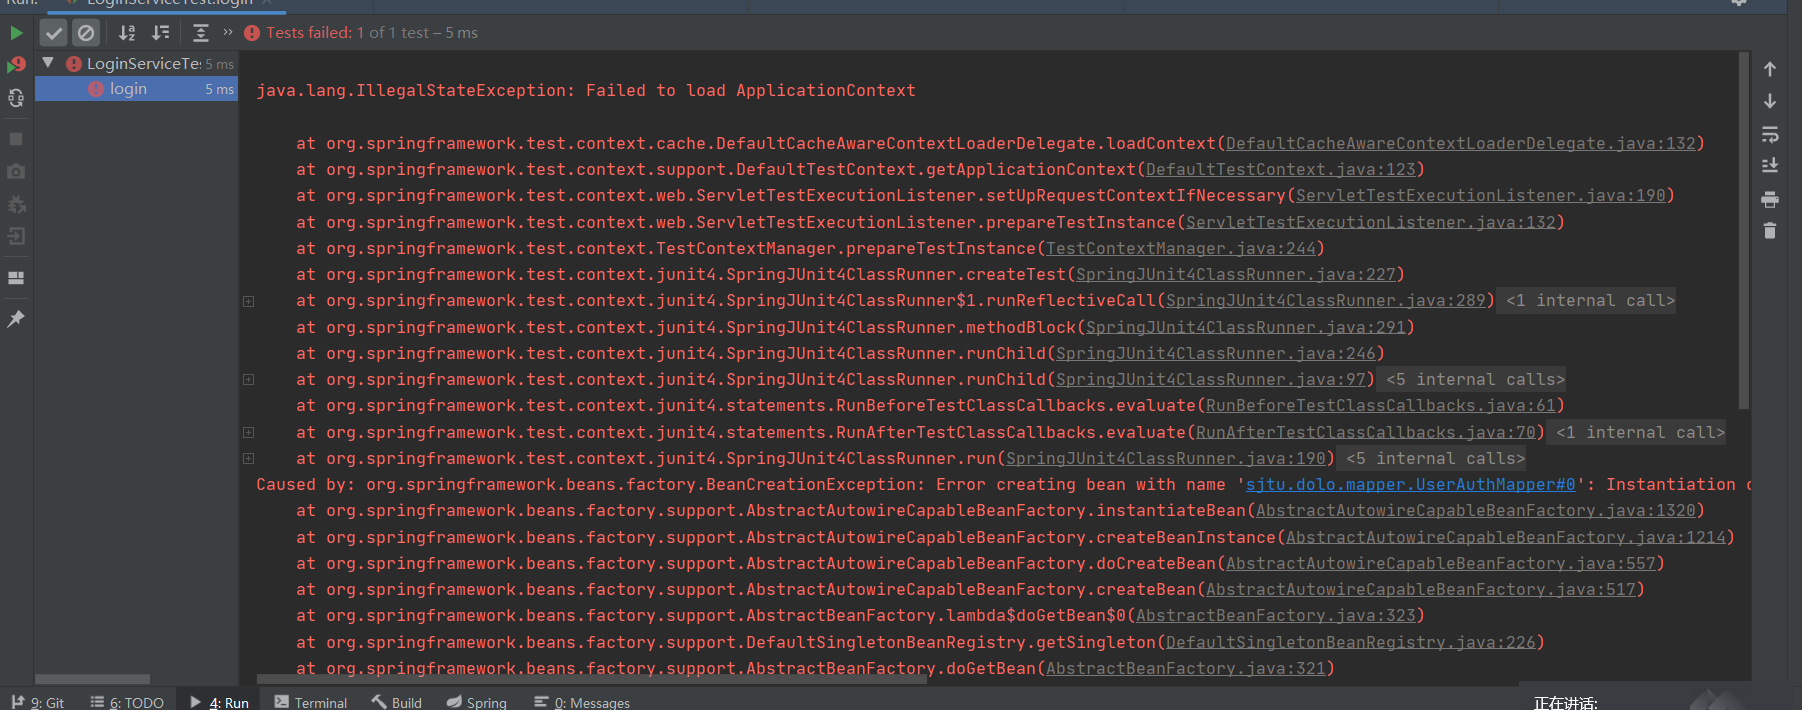 Run: LoginServiceTest.login ×
Tests failed: 1 of 1 test – 5 ms
LoginServiceTes 5 ms
login 5 ms
java.lang.IllegalStateException: Failed to load ApplicationContext
at org.springframework.test.context.cache.DefaultCacheAwareContextLoaderDelegate.loadContext(DefaultCacheAwareContextLoaderDelegate.java:132)
at org.springframework.test.context.support.DefaultTestContext.getApplicationContext(DefaultTestContext.java:123)
at org.springframework.test.context.web.ServletTestExecutionListener.setUpRequestContextIfNecessary(ServletTestExecutionListener.java:190)
at org.springframework.test.context.web.ServletTestExecutionListener.prepareTestInstance(ServletTestExecutionListener.java:132)
at org.springframework.test.context.TestContextManager.prepareTestInstance(TestContextManager.java:244)
at org.springframework.test.context.junit4.SpringJUnit4ClassRunner.createTest(SpringJUnit4ClassRunner.java:227)
at org.springframework.test.context.junit4.SpringJUnit4ClassRunner$1.runReflectiveCall(SpringJUnit4ClassRunner.java:289) <1 internal call>
at org.springframework.test.context.junit4.SpringJUnit4ClassRunner.methodBlock(SpringJUnit4ClassRunner.java:291)
at org.springframework.test.context.junit4.SpringJUnit4ClassRunner.runChild(SpringJUnit4ClassRunner.java:246)
at org.springframework.test.context.junit4.SpringJUnit4ClassRunner.runChild(SpringJUnit4ClassRunner.java:97) <5 internal calls>
at org.springframework.test.context.junit4.statements.RunBeforeTestClassCallbacks.evaluate(RunBeforeTestClassCallbacks.java:61)
at org.springframework.test.context.junit4.statements.RunAfterTestClassCallbacks.evaluate(RunAfterTestClassCallbacks.java:70) <1 internal call>
at org.springframework.test.context.junit4.SpringJUnit4ClassRunner.run(SpringJUnit4ClassRunner.java:190) <5 internal calls>
Caused by: org.springframework.beans.factory.BeanCreationException: Error creating bean with name 'sjtu.dolo.mapper.UserAuthMapper#0': Instantiation
at org.springframework.beans.factory.support.AbstractAutowireCapableBeanFactory.instantiateBean(AbstractAutowireCapableBeanFactory.java:1320)
at org.springframework.beans.factory.support.AbstractAutowireCapableBeanFactory.createBeanInstance(AbstractAutowireCapableBeanFactory.java:1214)
at org.springframework.beans.factory.support.AbstractAutowireCapableBeanFactory.doCreateBean(AbstractAutowireCapableBeanFactory.java:557)
at org.springframework.beans.factory.support.AbstractAutowireCapableBeanFactory.createBean(AbstractAutowireCapableBeanFactory.java:517)
at org.springframework.beans.factory.support.AbstractBeanFactory.lambda$doGetBean$0(AbstractBeanFactory.java:323)
at org.springframework.beans.factory.support.DefaultSingletonBeanRegistry.getSingleton(DefaultSingletonBeanRegistry.java:226)
at org.springframework.beans.factory.support.AbstractBeanFactory.doGetBean(AbstractBeanFactory.java:321)
9: Git 6: TODO 4: Run Terminal Build Spring 0: Messages
正在讲话: